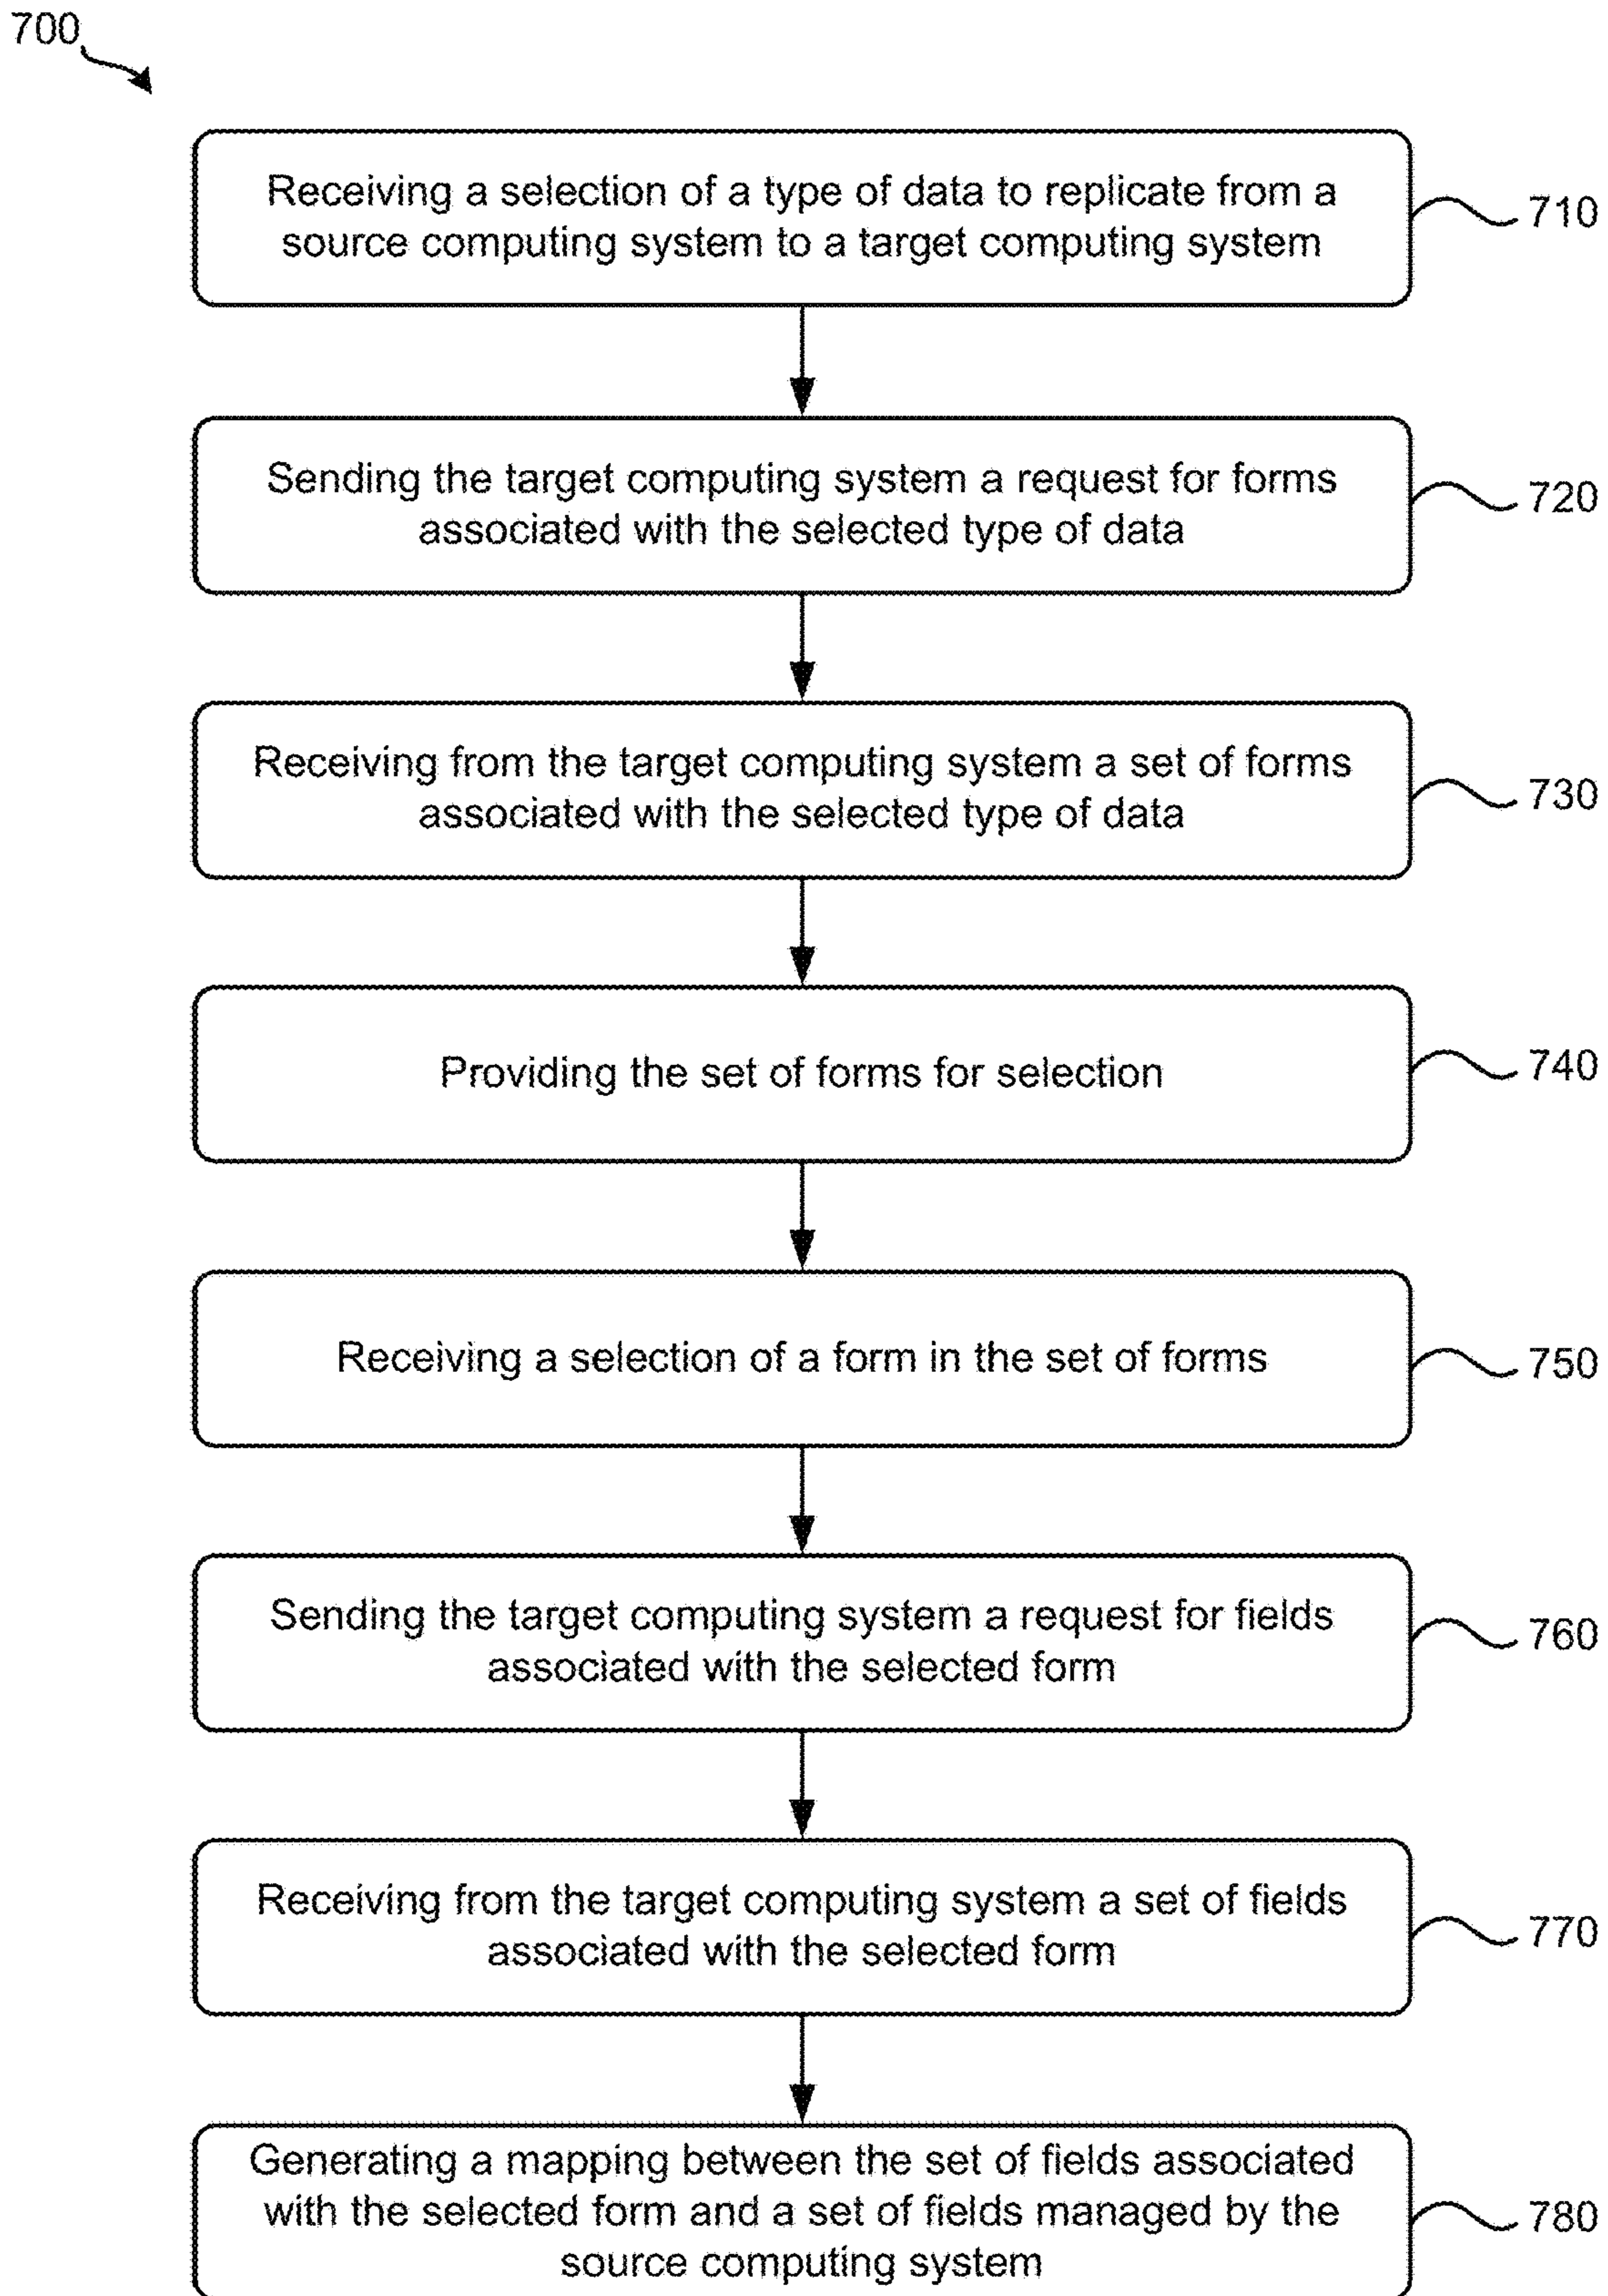 700
Receiving a selection of a type of data to replicate from a
source computing system to a target computing system
710
Sending the target computing system a request for forms
associated with the selected type of data
720
Receiving from the target computing system a set of forms
associated with the selected type of data
730
Providing the set of forms for selection
740
Receiving a selection of a form in the set of forms
750
Sending the target computing system a request for fields
associated with the selected form
760
Receiving from the target computing system a set of fields
associated with the selected form
770
Generating a mapping between the set of fields associated
with the selected form and a set of fields managed by the
source computing system
780